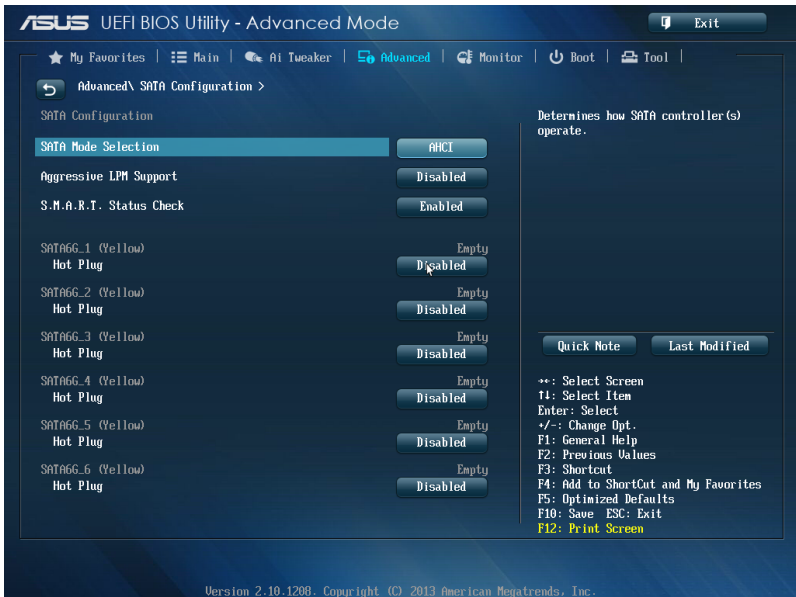 ASUS UEFI BIOS Utility - Advanced Mode
Exit
My Favorites | Main | Ai Tweaker | Advanced | Monitor | Boot | Tool |
Advanced\ SATA Configuration >
SATA Configuration
Determines how SATA controller(s)
operate.
SATA Mode Selection AHCI
Aggressive LPM Support Disabled
S.M.A.R.T. Status Check Enabled
SATA6G_1 (Yellow) Empty
Hot Plug Disabled
SATA6G_2 (Yellow) Empty
Hot Plug Disabled
SATA6G_3 (Yellow) Empty
Hot Plug Disabled
SATA6G_4 (Yellow) Empty
Hot Plug Disabled
SATA6G_5 (Yellow) Empty
Hot Plug Disabled
SATA6G_6 (Yellow) Empty
Hot Plug Disabled
Quick Note Last Modified
→←: Select Screen
↑↓: Select Item
Enter: Select
+/-: Change Opt.
F1: General Help
F2: Previous Values
F3: Shortcut
F4: Add to ShortCut and My Favorites
F5: Optimized Defaults
F10: Save ESC: Exit
F12: Print Screen
Version 2.10.1208. Copyright (C) 2013 American Megatrends, Inc.